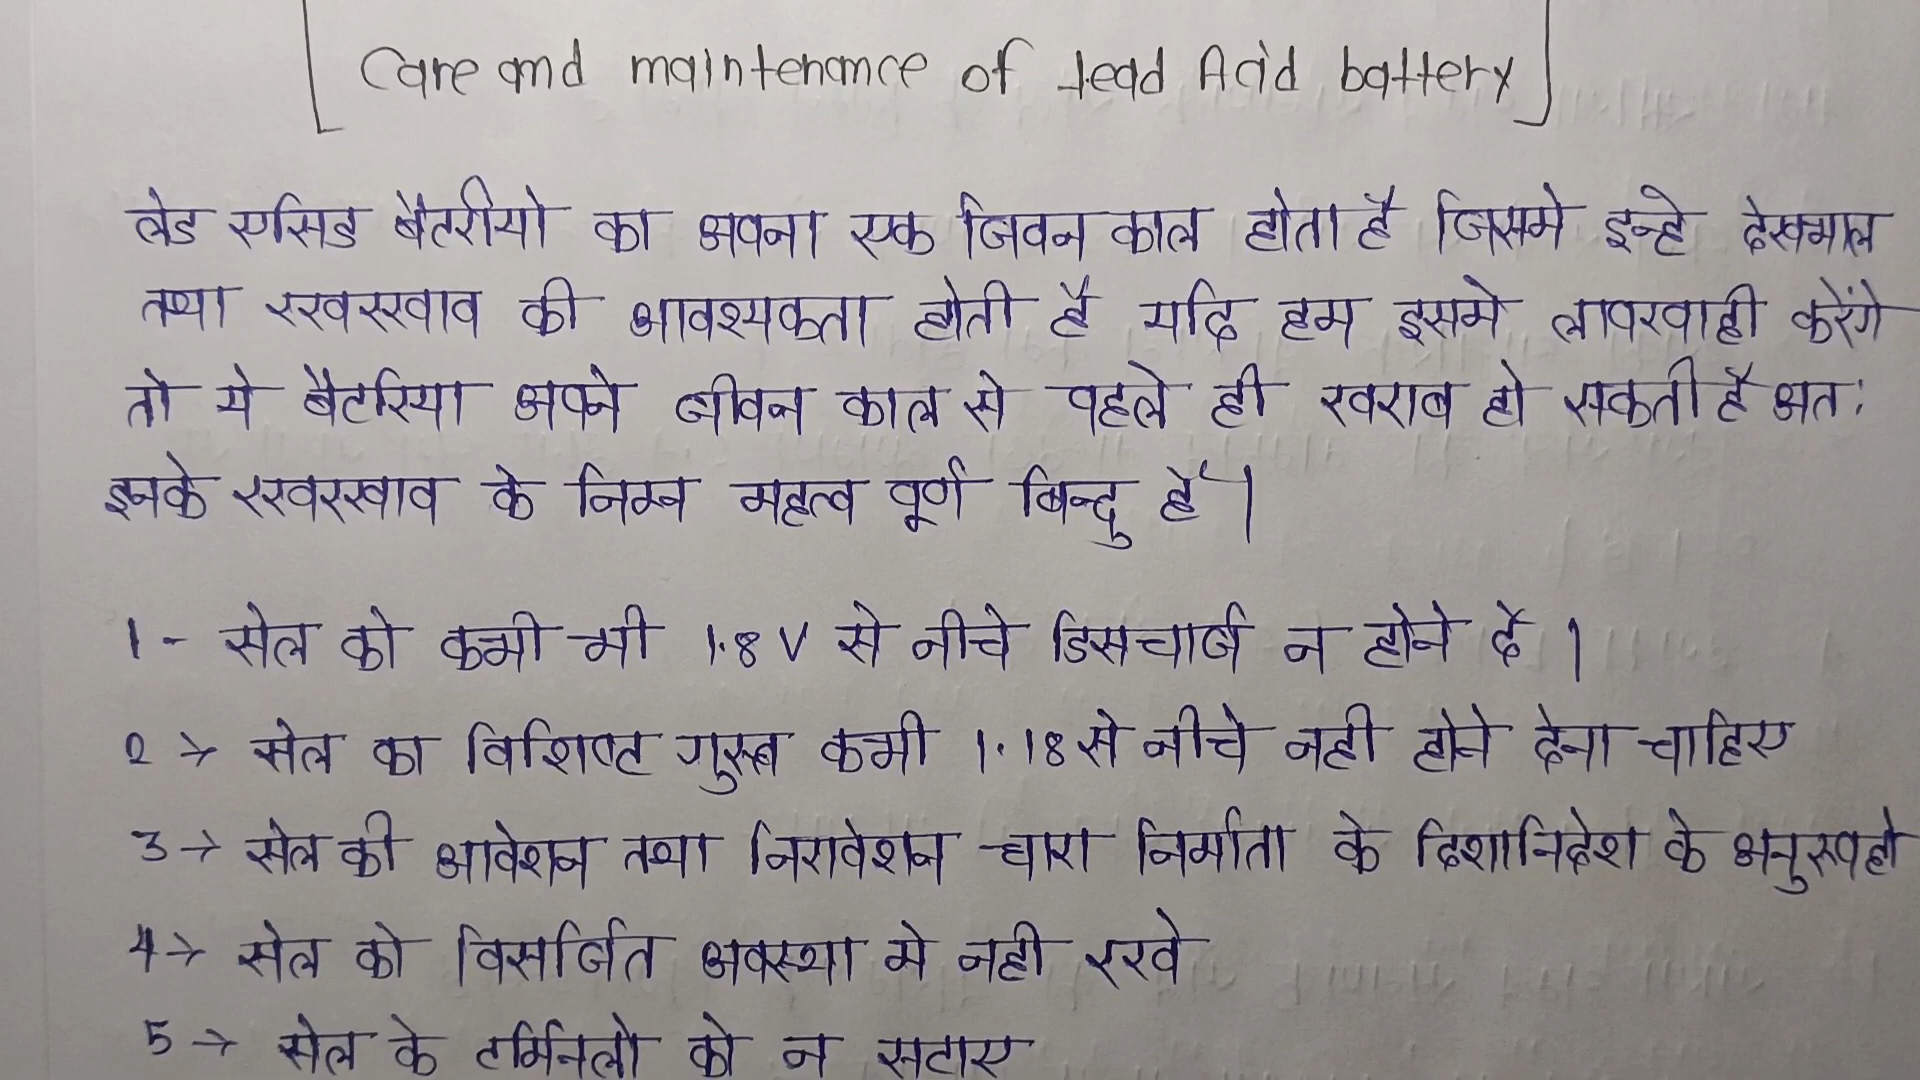 [Care and maintenance of Lead Acid battery]
लेड एसिड बैटरीयो का अपना एक जिवन काल होता है जिसमे इन्हे देखभाल
तथा रखरखाव की आवश्यकता होती है यदि हम इसमे लापरवाही करेंगे
तो ये बैटरिया अपने जीवन काल से पहले ही खराब हो सकती है अतः
इनके रखरखाव के निम्न महत्व पूर्ण बिन्दु हैं।
1- सेल को कभी भी 1.8 V से नीचे डिसचार्ज न होने दें।
2 → सेल का विशिष्ट गुरुत्व कभी 1.18 से नीचे नही होने देना चाहिए
3 → सेल की आवेशन तथा निरावेशन धारा निर्माता के दिशानिदेश के अनुरूप हो
4 → सेल को विसर्जित अवस्था मे नही रखे
5 → सेल के टर्मिनलो को न सटाए